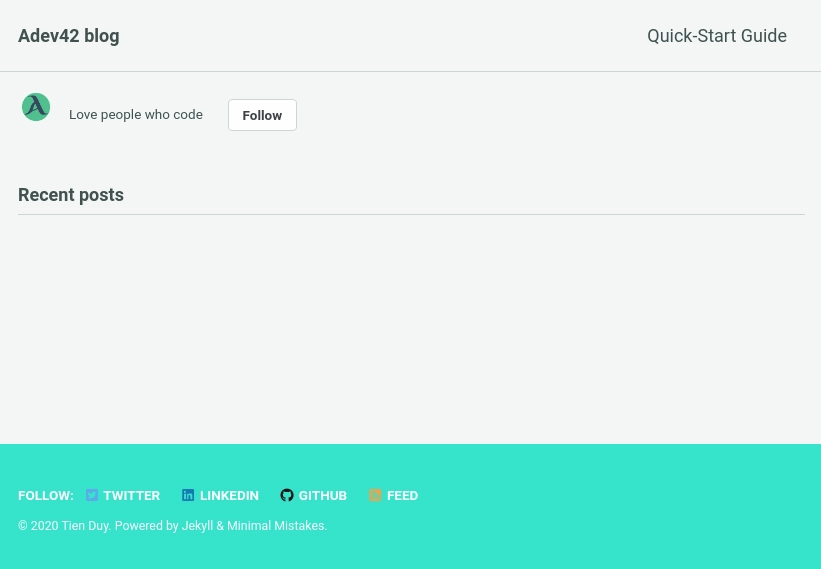 Adev42 blog
Quick-Start Guide
Love people who code
Follow
Recent posts
FOLLOW: TWITTER LINKEDIN GITHUB FEED
© 2020 Tien Duy. Powered by Jekyll & Minimal Mistakes.